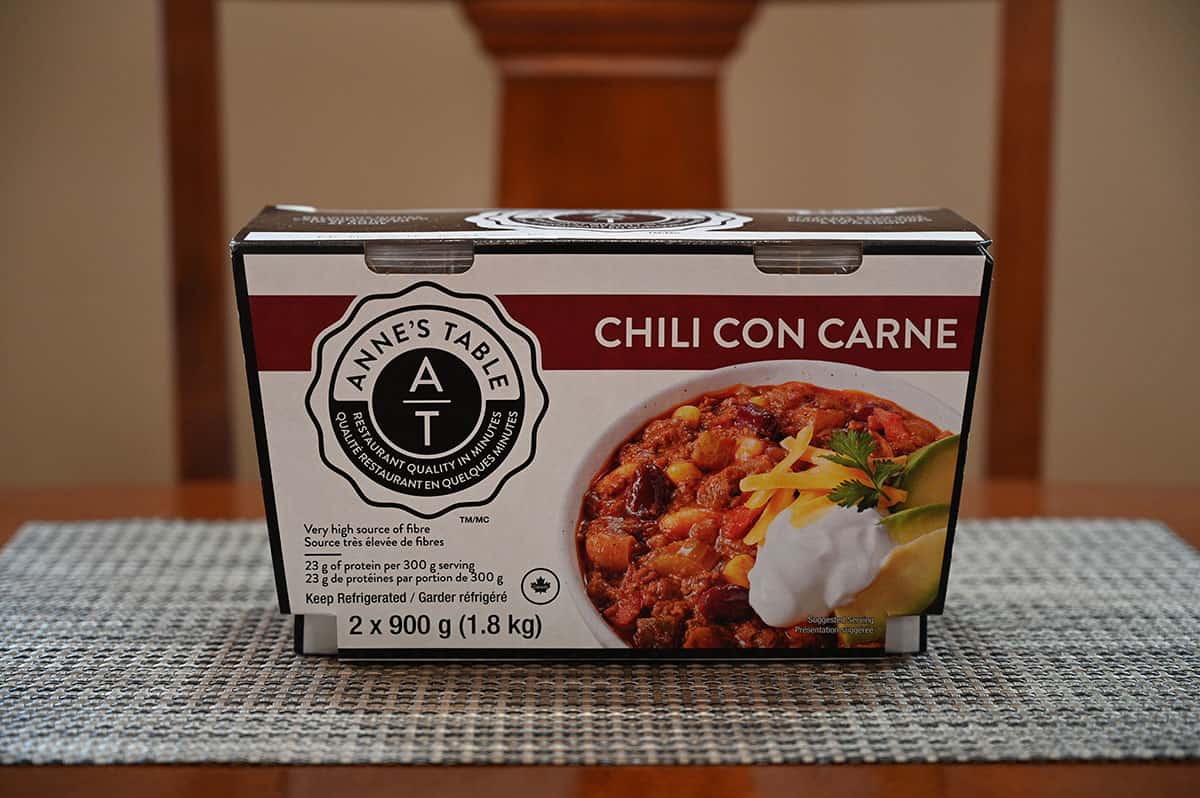 ANNE'S TABLE
A
T
RESTAURANT QUALITY IN MINUTES
QUALITÉ RESTAURANT EN QUELQUES MINUTES
TM/MC
CHILI CON CARNE
Very high source of fibre
Source très élevée de fibres
23 g of protein per 300 g serving
23 g de protéines par portion de 300 g
Keep Refrigerated / Garder réfrigéré
2 x 900 g (1.8 kg)
Suggested Serving
Présentation suggérée